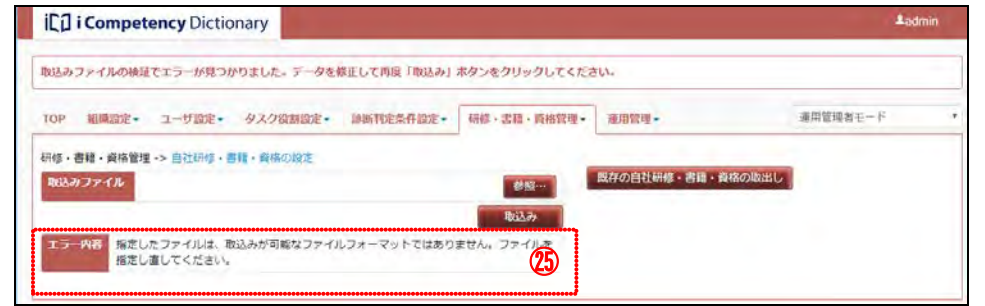 iCD i Competency Dictionary
admin
取込みファイルの検証でエラーが見つかりました。データを修正して再度「取込み」ボタンをクリックしてください。
TOP 組織設定 ユーザ設定 タスク役割設定 診断判定条件設定 研修・書籍・資格管理 運用管理 運用管理者モード
研修・書籍・資格管理 -> 自社研修・書籍・資格の設定
取込みファイル 参照… 既存の自社研修・書籍・資格の取出し
取込み
エラー内容 指定したファイルは、取込みが可能なファイルフォーマットではありません。ファイルを
指定し直してください。
㉕